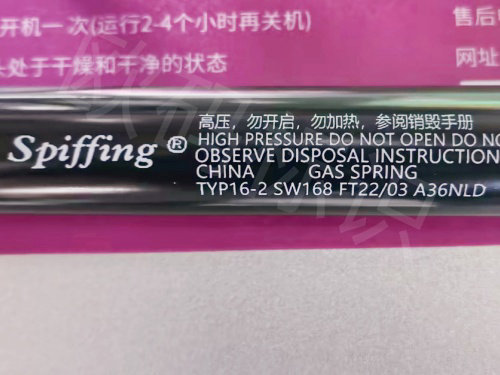 开机一次(运行2-4个小时再关机)
售后
处于干燥和干净的状态
网址
高压，勿开启，勿加热，参阅销毁手册
Spiffing ®
HIGH PRESSURE DO NOT OPEN DO NO
OBSERVE DISPOSAL INSTRUCTION
CHINA GAS SPRING
TYP16-2 SW168 FT22/03 A36NLD